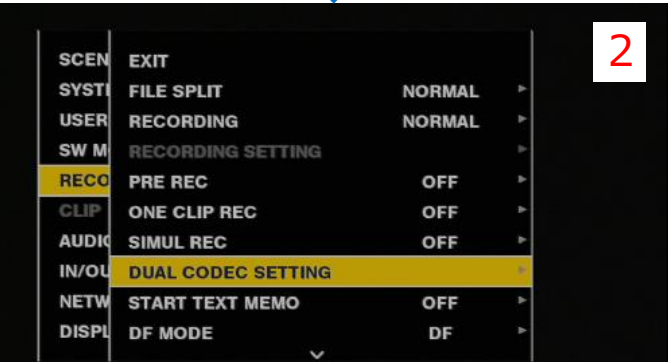 2
SCEN EXIT
SYSTI FILE SPLIT NORMAL
USER RECORDING NORMAL
SW M RECORDING SETTING
RECO PRE REC OFF
CLIP ONE CLIP REC OFF
AUDIO SIMUL REC OFF
IN/OU DUAL CODEC SETTING
NETW START TEXT MEMO OFF
DISPL DF MODE DF